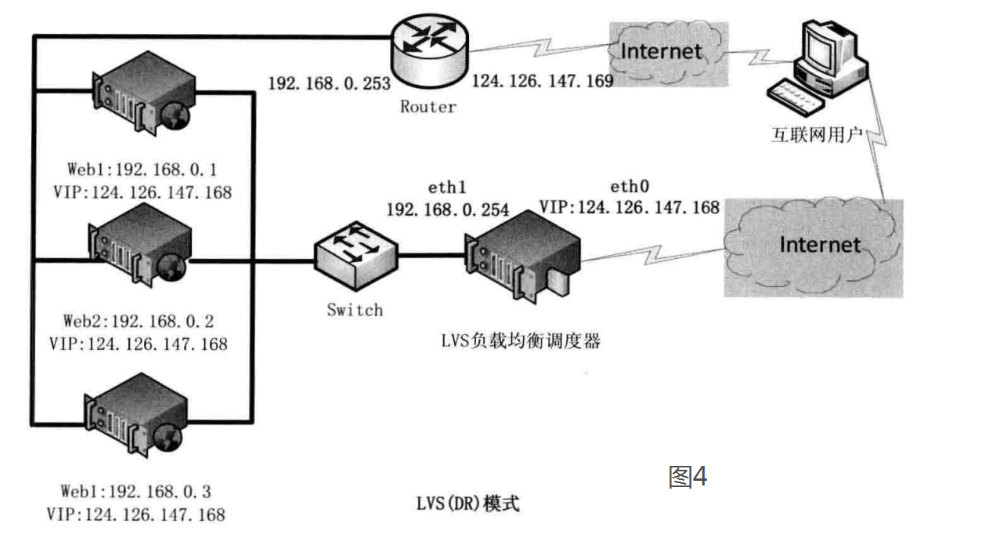 Internet
192.168.0.253
124.126.147.169
Router
互联网用户
Web1:192.168.0.1
VIP:124.126.147.168
eth1
192.168.0.254
eth0
VIP:124.126.147.168
Internet
Switch
LVS负载均衡调度器
Web2:192.168.0.2
VIP:124.126.147.168
Web1:192.168.0.3
VIP:124.126.147.168
LVS(DR)模式
图4